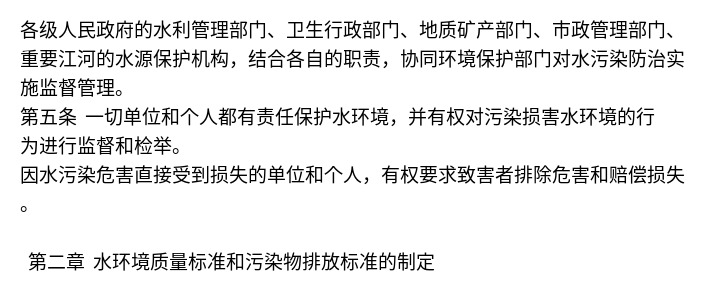 各级人民政府的水利管理部门、卫生行政部门、地质矿产部门、市政管理部门、
重要江河的水源保护机构，结合各自的职责，协同环境保护部门对水污染防治实
施监督管理。
第五条 一切单位和个人都有责任保护水环境，并有权对污染损害水环境的行
为进行监督和检举。
因水污染危害直接受到损失的单位和个人，有权要求致害者排除危害和赔偿损失
。
第二章 水环境质量标准和污染物排放标准的制定